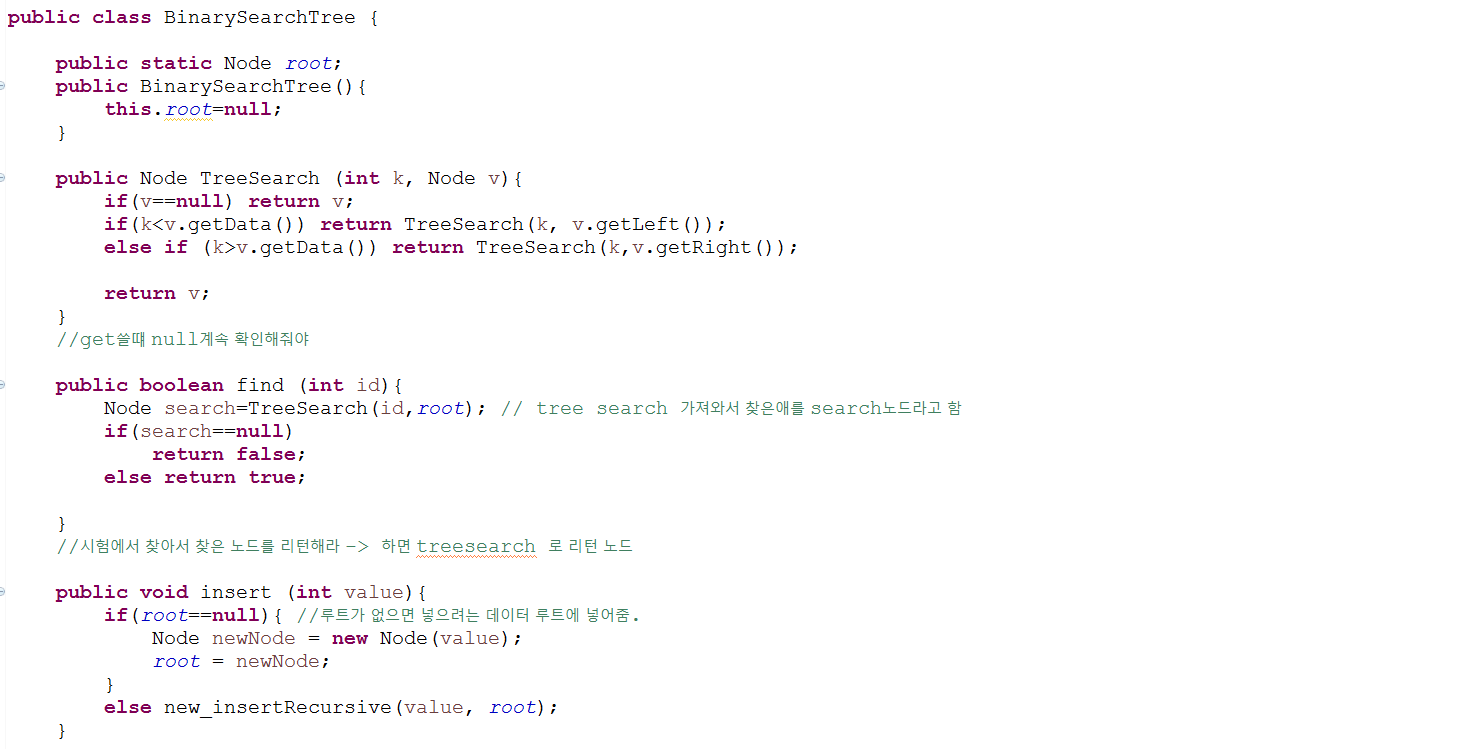 public class BinarySearchTree {
public static Node root;
public BinarySearchTree(){
this.root=null;
}
public Node TreeSearch (int k, Node v){
if(v==null) return v;
if(k<v.getData()) return TreeSearch(k, v.getLeft());
else if (k>v.getData()) return TreeSearch(k,v.getRight());
return v;
}
//get쓸떄 null계속 확인해줘야
public boolean find (int id){
Node search=TreeSearch(id,root); // tree search 가져와서 찾은애를 search노드라고 함
if(search==null)
return false;
else return true;
}
//시험에서 찾아서 찾은 노드를 리턴해라 -> 하면 treesearch 로 리턴 노드
public void insert (int value){
if(root==null){ //루트가 없으면 넣으려는 데이터 루트에 넣어줌.
Node newNode = new Node(value);
root = newNode;
}
else new_insertRecursive(value, root);
}